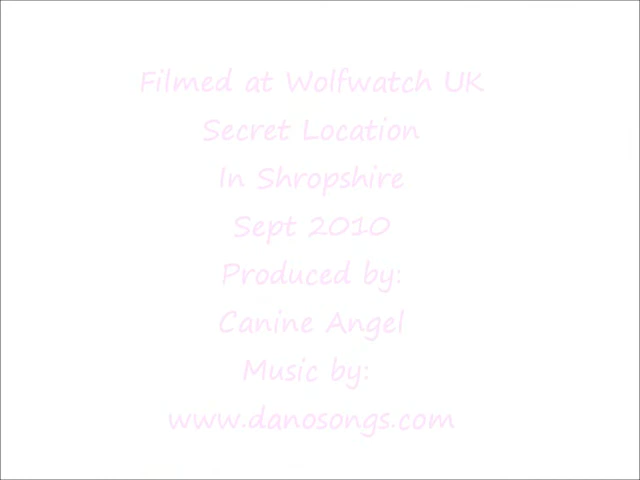 Filmed at Wolfwatch UK
Secret Location
In Shropshire
Sept 2010
Produced by:
Canine Angel
Music by:
www.danosongs.com